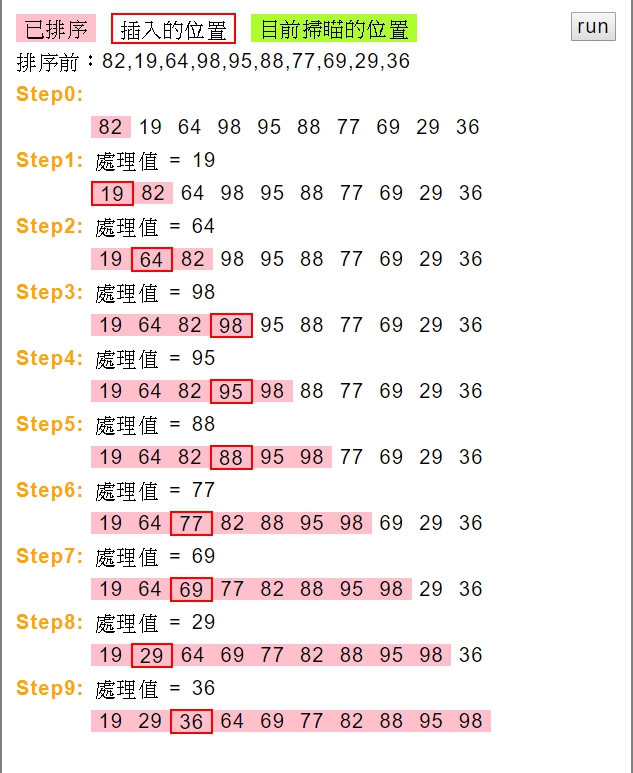 已排序 插入的位置 目前掃瞄的位置 run
排序前：82,19,64,98,95,88,77,69,29,36
Step0:
82 19 64 98 95 88 77 69 29 36
Step1: 處理值 = 19
19 82 64 98 95 88 77 69 29 36
Step2: 處理值 = 64
19 64 82 98 95 88 77 69 29 36
Step3: 處理值 = 98
19 64 82 98 95 88 77 69 29 36
Step4: 處理值 = 95
19 64 82 95 98 88 77 69 29 36
Step5: 處理值 = 88
19 64 82 88 95 98 77 69 29 36
Step6: 處理值 = 77
19 64 77 82 88 95 98 69 29 36
Step7: 處理值 = 69
19 64 69 77 82 88 95 98 29 36
Step8: 處理值 = 29
19 29 64 69 77 82 88 95 98 36
Step9: 處理值 = 36
19 29 36 64 69 77 82 88 95 98